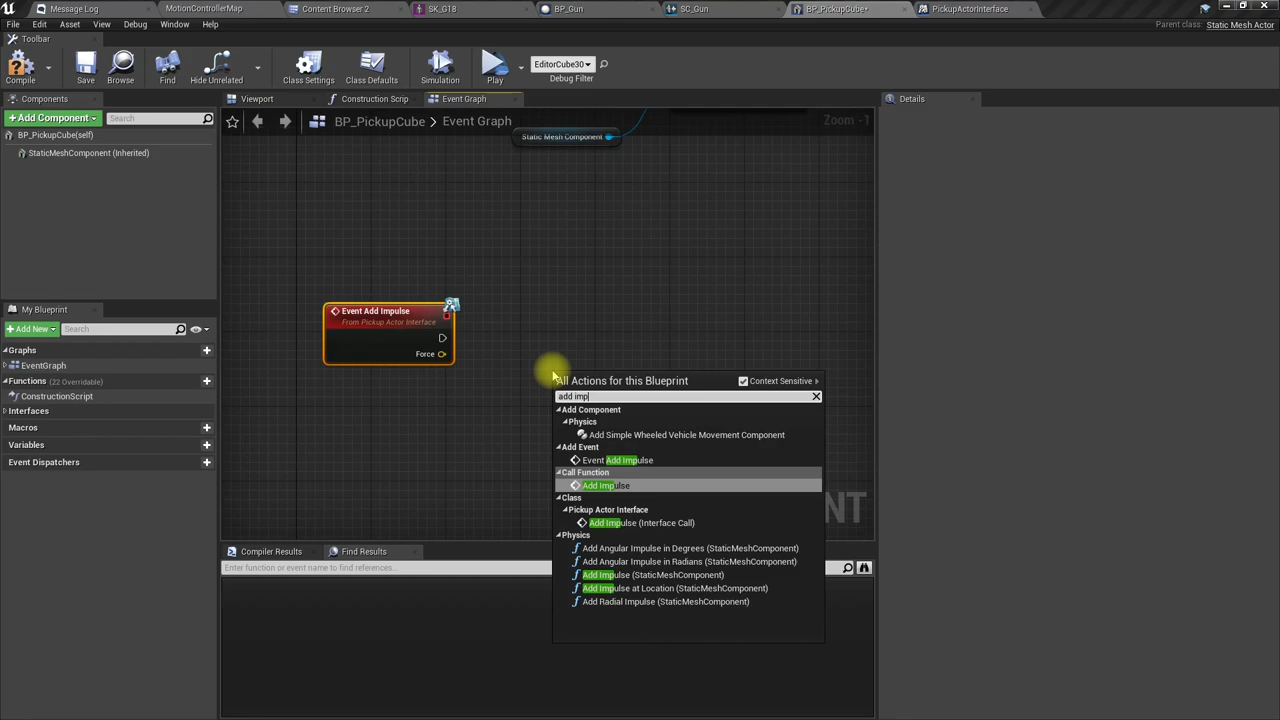 Message Log
MotionControllerMap
Content Browser 2
SK_G18
BP_Gun
SC_Gun
BP_PickupCube*
PickupActorInterface
File Edit Asset View Debug Window Help
Parent class: Static Mesh Actor
Toolbar
Compile
Save
Browse
Find
Hide Unrelated
Class Settings
Class Defaults
Simulation
Play
EditorCube30
Debug Filter
Components
+ Add Component
Search
BP_PickupCube(self)
StaticMeshComponent (Inherited)
Viewport
Construction Scrip
Event Graph
BP_PickupCube > Event Graph
Zoom -1
Static Mesh Component
Event Add Impulse
From Pickup Actor Interface
Force
All Actions for this Blueprint
Context Sensitive
add imp
Add Component
Physics
Add Simple Wheeled Vehicle Movement Component
Add Event
Event Add Impulse
Call Function
Add Impulse
Class
Pickup Actor Interface
Add Impulse (Interface Call)
Physics
Add Angular Impulse in Degrees (StaticMeshComponent)
Add Angular Impulse in Radians (StaticMeshComponent)
Add Impulse (StaticMeshComponent)
Add Impulse at Location (StaticMeshComponent)
Add Radial Impulse (StaticMeshComponent)
Details
My Blueprint
+ Add New
Search
Graphs
EventGraph
Functions (22 Overridable)
ConstructionScript
Interfaces
Macros
Variables
Event Dispatchers
Compiler Results
Find Results
Enter function or event name to find references...